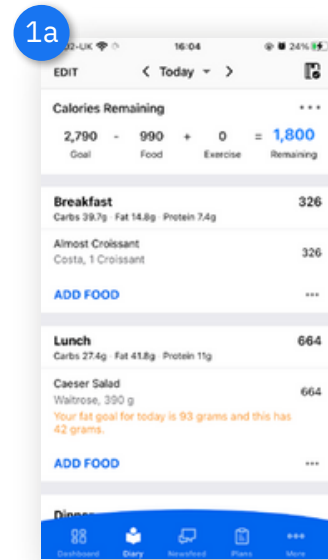 1a
02-UK 16:04 24%
EDIT < Today >
Calories Remaining ...
2,790 - 990 + 0 = 1,800
Goal Food Exercise Remaining
Breakfast 326
Carbs 39.7g · Fat 14.8g · Protein 7.4g
Almost Croissant
Costa, 1 Croissant 326
ADD FOOD ...
Lunch 664
Carbs 27.4g · Fat 41.8g · Protein 11g
Caeser Salad
Waitrose, 390 g 664
Your fat goal for today is 93 grams and this has
42 grams.
ADD FOOD ...
Dinner
Dashboard Diary Newsfeed Plans More